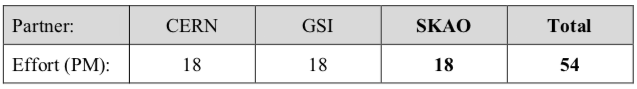 Partner: CERN GSI SKAO Total
Effort (PM): 18 18 18 54